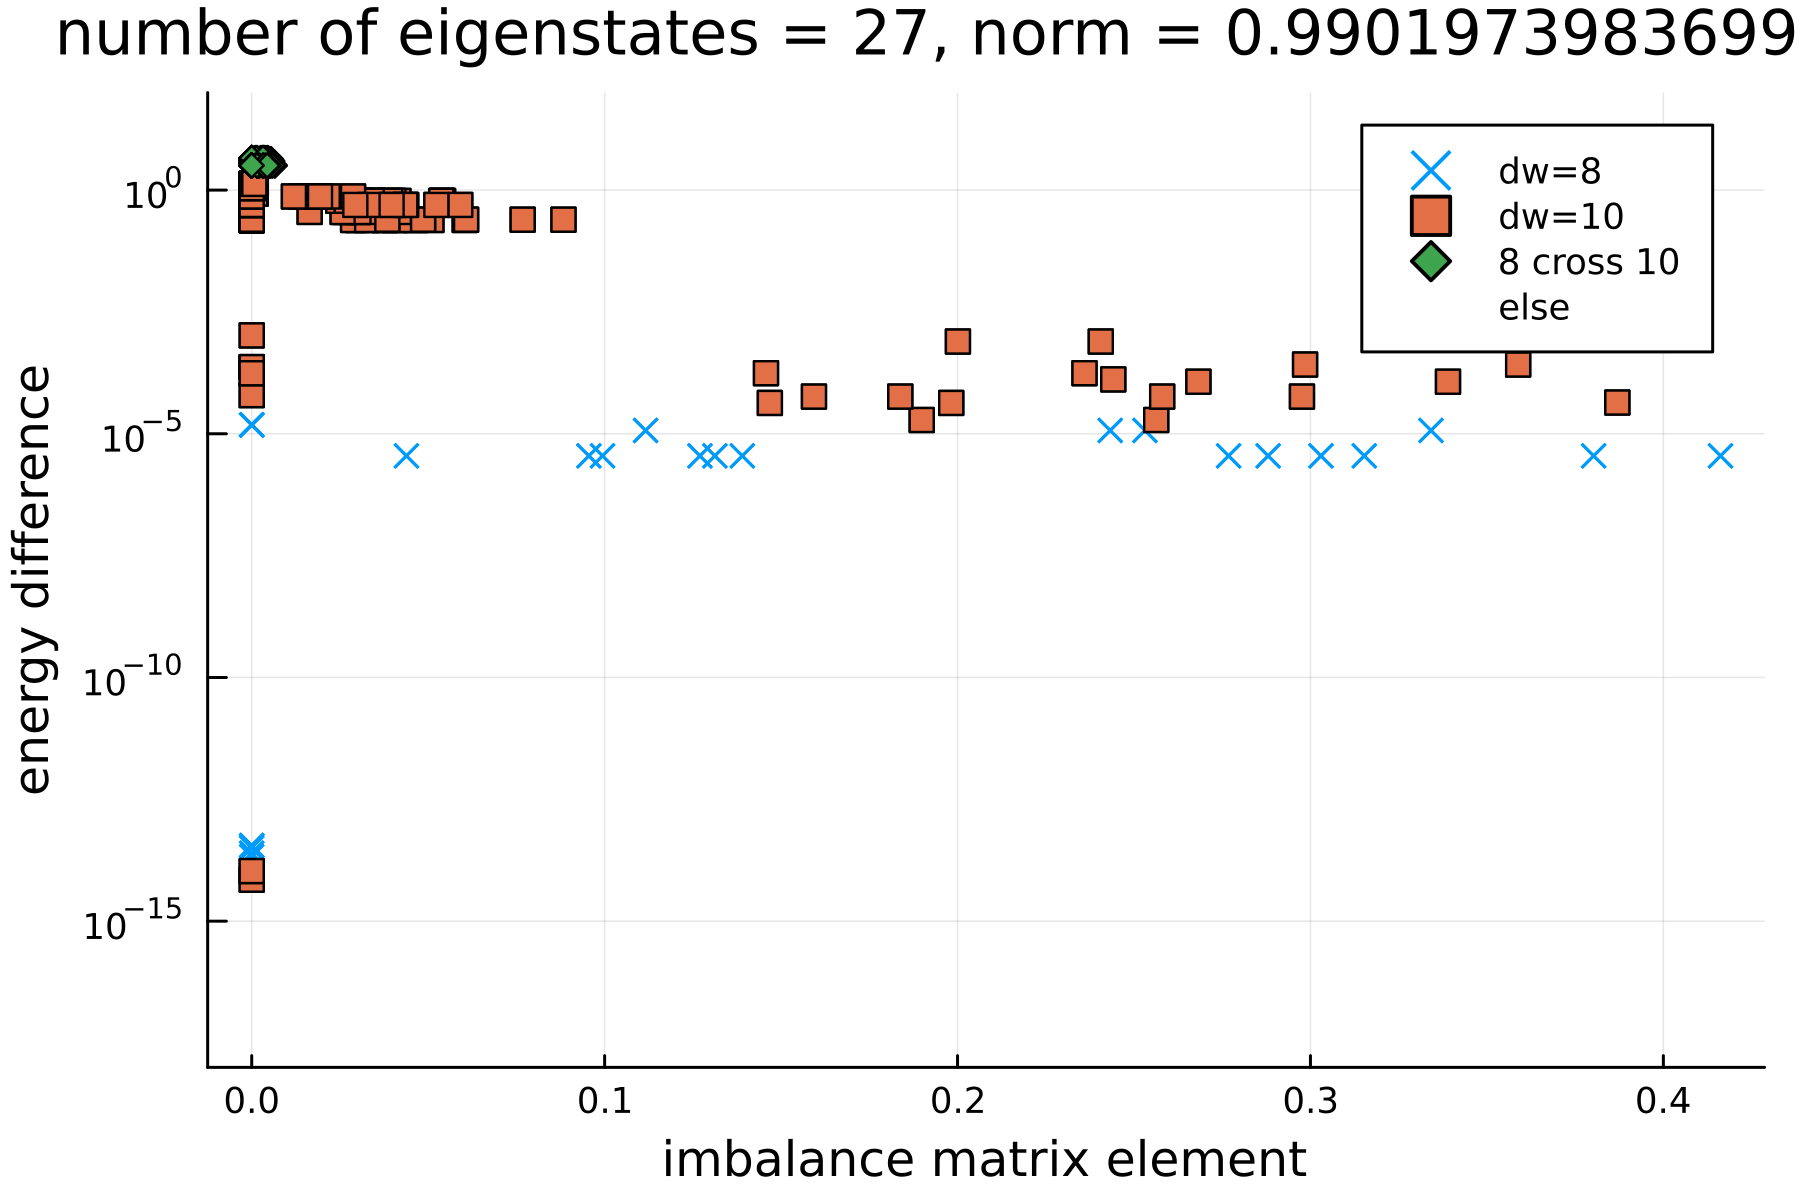 number of eigenstates = 27, norm = 0.9901973983699
dw=8
dw=10
8 cross 10
else
energy difference
10^0
10^−5
10^−10
10^−15
0.0 0.1 0.2 0.3 0.4
imbalance matrix element